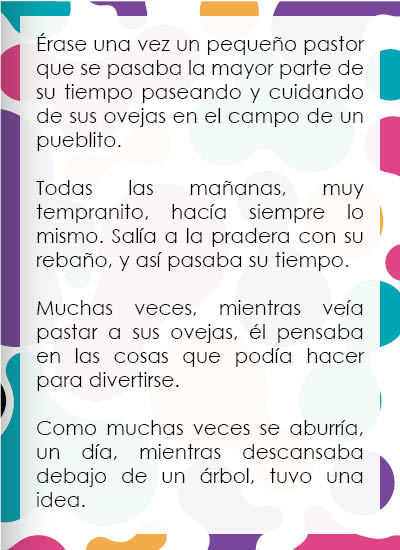 Érase una vez un pequeño pastor
que se pasaba la mayor parte de
su tiempo paseando y cuidando
de sus ovejas en el campo de un
pueblito.
Todas las mañanas, muy
tempranito, hacía siempre lo
mismo. Salía a la pradera con su
rebaño, y así pasaba su tiempo.
Muchas veces, mientras veía
pastar a sus ovejas, él pensaba
en las cosas que podía hacer
para divertirse.
Como muchas veces se aburría,
un día, mientras descansaba
debajo de un árbol, tuvo una
idea.